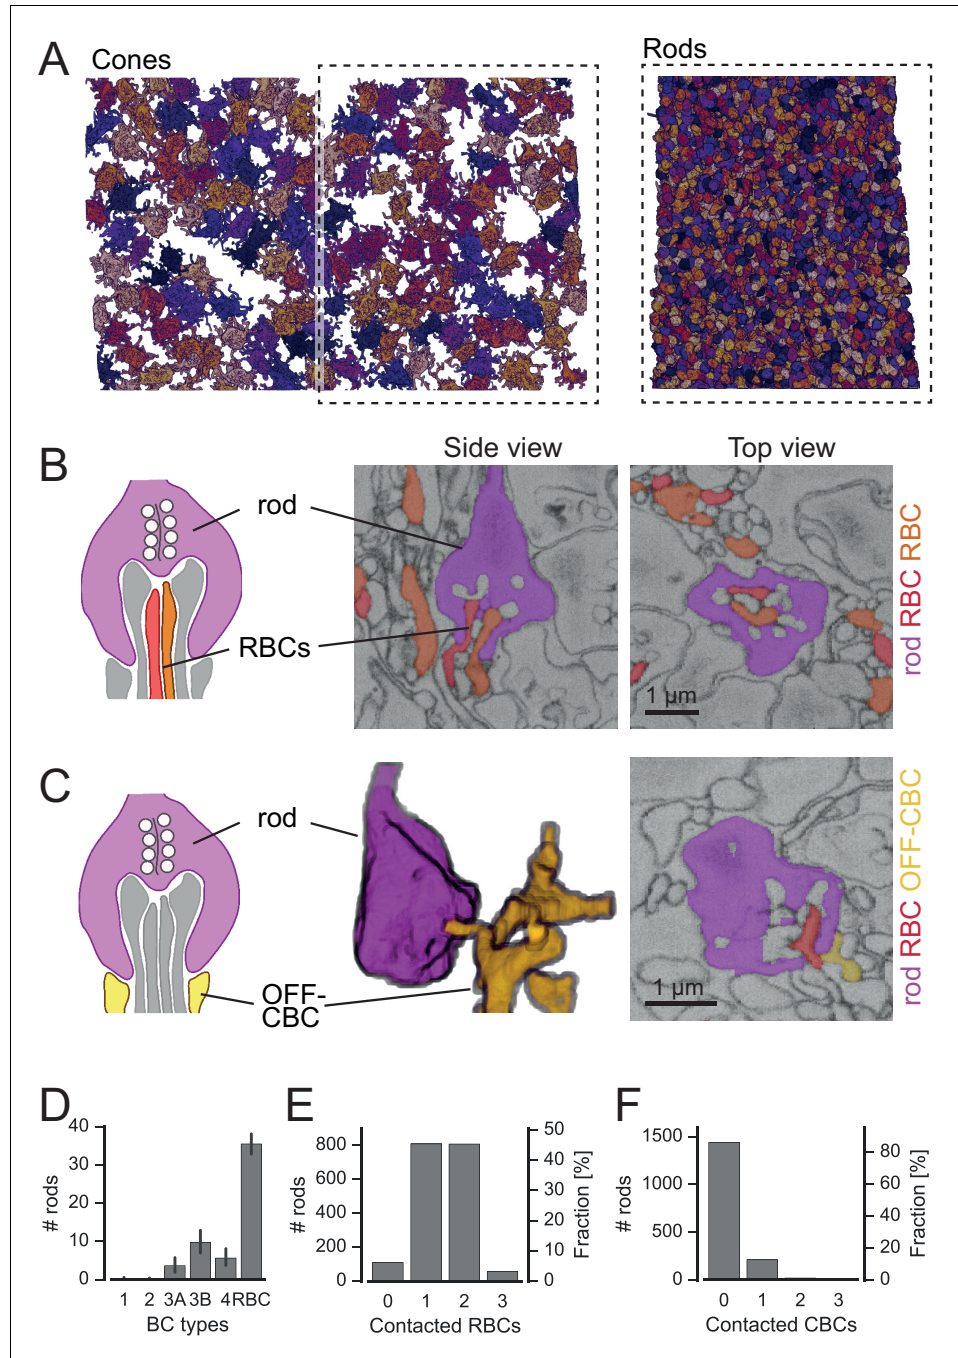 A
Cones
Rods
B
Side view
Top view
rod
RBCs
1 µm
rod RBC RBC
C
rod
OFF-
CBC
1 µm
rod RBC OFF-CBC
D
# rods
40
30
20
10
0
1 2 3A 3B 4 RBC
BC types
E
# rods
800
600
400
200
0
50
40
30
20
10
0
Fraction [%]
0 1 2 3
Contacted RBCs
F
# rods
1500
1000
500
0
80
60
40
20
0
Fraction [%]
0 1 2 3
Contacted CBCs